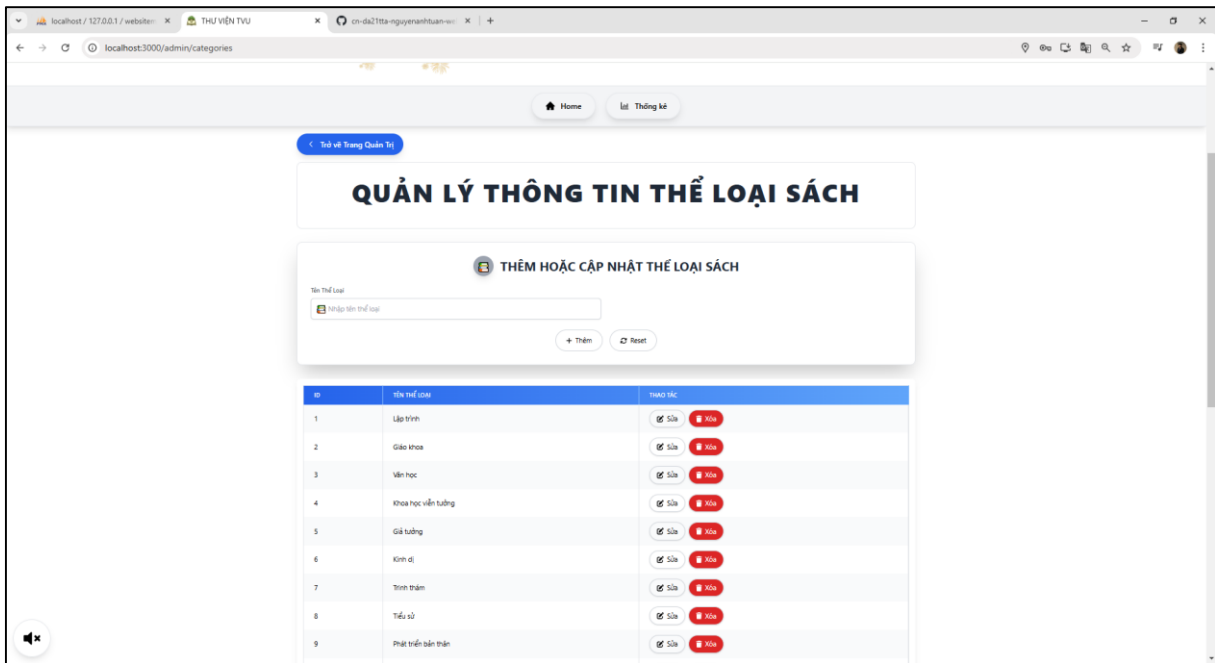 localhost / 127.0.0.1 / websitem
THƯ VIỆN TVU
cn-da21tta-nguyenanhtuan-we
localhost:3000/admin/categories
Home
Thống kê
Trở về Trang Quản Trị
QUẢN LÝ THÔNG TIN THỂ LOẠI SÁCH
THÊM HOẶC CẬP NHẬT THỂ LOẠI SÁCH
Tên Thể Loại
Nhập tên thể loại
+ Thêm
Reset
ID TÊN THỂ LOẠI THAO TÁC
1 Lập trình Sửa Xóa
2 Giáo khoa Sửa Xóa
3 Văn học Sửa Xóa
4 Khoa học viễn tưởng Sửa Xóa
5 Giả tưởng Sửa Xóa
6 Kinh dị Sửa Xóa
7 Trinh thám Sửa Xóa
8 Tiểu sử Sửa Xóa
9 Phát triển bản thân Sửa Xóa